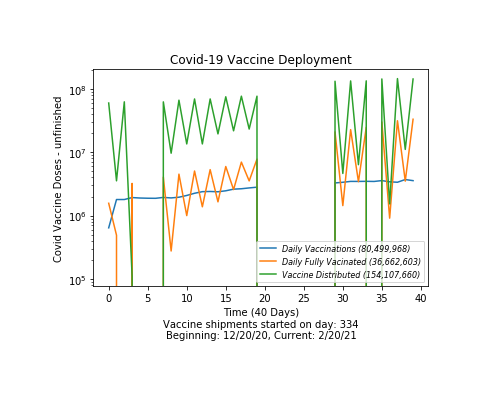 Covid-19 Vaccine Deployment
Covid Vaccine Doses - unfinished
10^8
10^7
10^6
10^5
0 5 10 15 20 25 30 35 40
Daily Vaccinations (80,499,968)
Daily Fully Vacinated (36,662,603)
Vaccine Distributed (154,107,660)
Time (40 Days)
Vaccine shipments started on day: 334
Beginning: 12/20/20, Current: 2/20/21